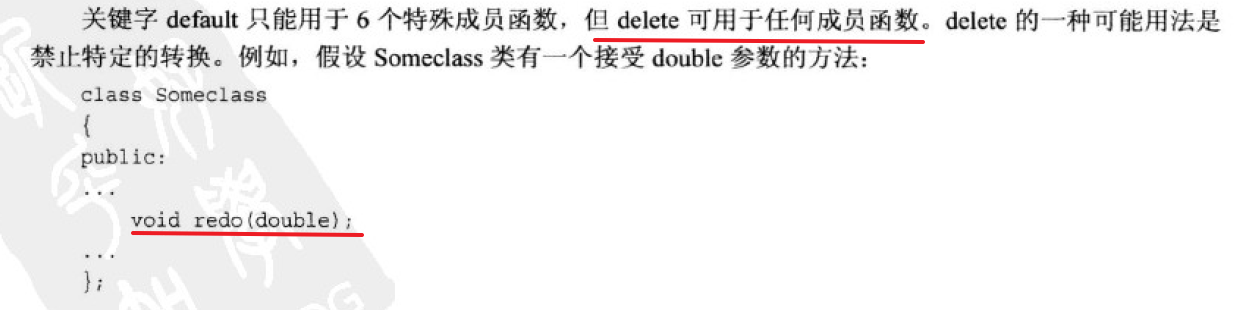 关键字 default 只能用于 6 个特殊成员函数，但 delete 可用于任何成员函数。delete 的一种可能用法是
禁止特定的转换。例如，假设 Someclass 类有一个接受 double 参数的方法：
class Someclass
{
public:
...
void redo(double);
...
};